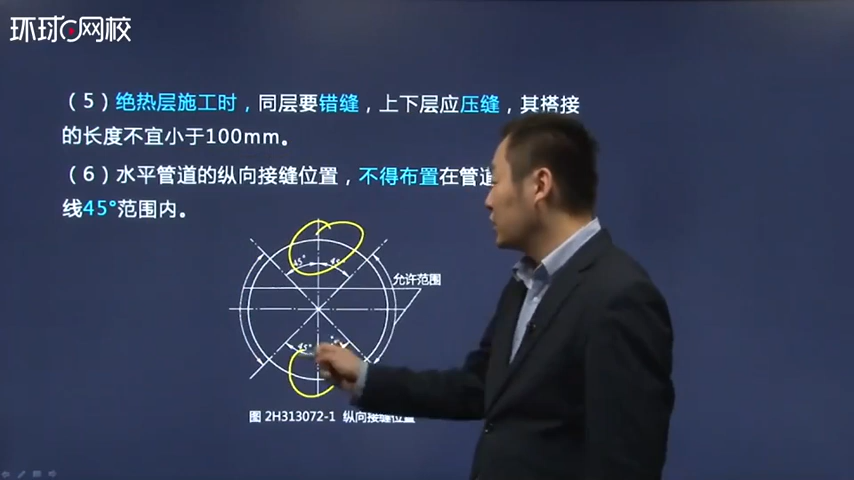 环球网校
（5）绝热层施工时，同层要错缝，上下层应压缝，其搭接
的长度不宜小于100mm。
（6）水平管道的纵向接缝位置，不得布置在管道
线45°范围内。
45°
允许范围
45°
图 2H313072-1 纵向接缝位置